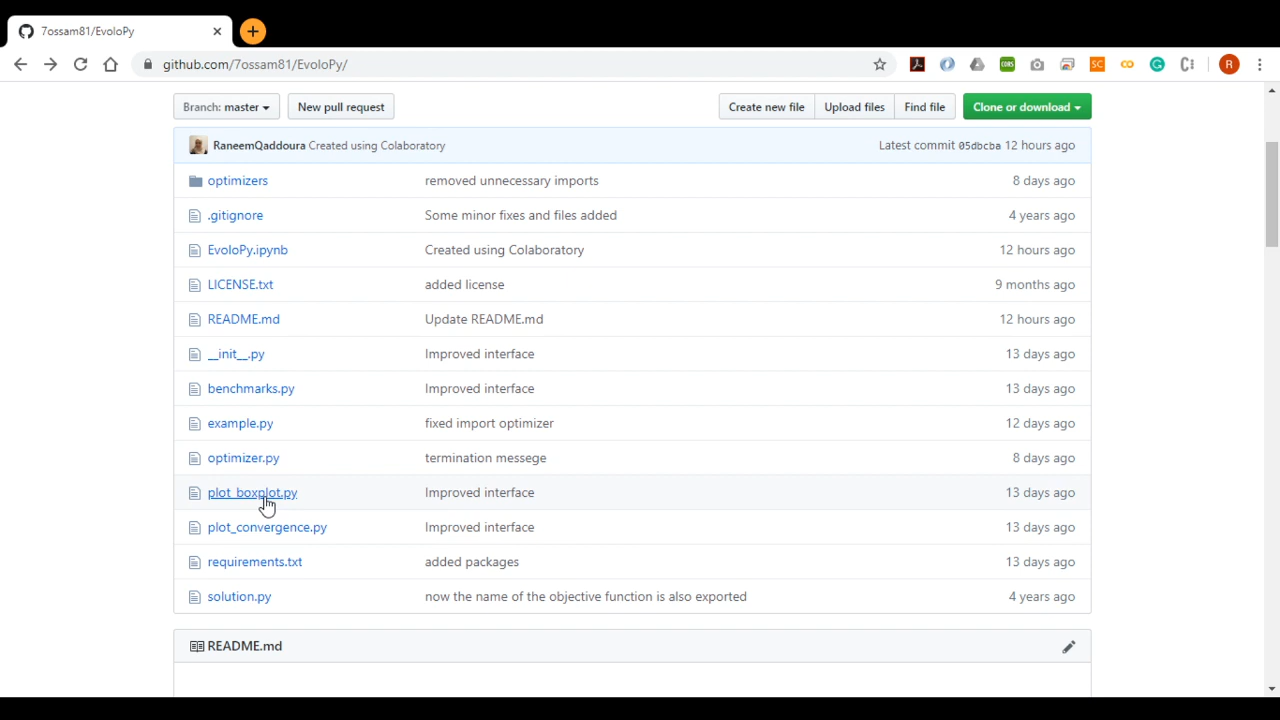 7ossam81/EvoloPy
github.com/7ossam81/EvoloPy/
Branch: master New pull request Create new file Upload files Find file Clone or download
RaneemQaddoura Created using Colaboratory Latest commit 05dbcba 12 hours ago
optimizers removed unnecessary imports 8 days ago
.gitignore Some minor fixes and files added 4 years ago
EvoloPy.ipynb Created using Colaboratory 12 hours ago
LICENSE.txt added license 9 months ago
README.md Update README.md 12 hours ago
__init__.py Improved interface 13 days ago
benchmarks.py Improved interface 13 days ago
example.py fixed import optimizer 12 days ago
optimizer.py termination messege 8 days ago
plot_boxplot.py Improved interface 13 days ago
plot_convergence.py Improved interface 13 days ago
requirements.txt added packages 13 days ago
solution.py now the name of the objective function is also exported 4 years ago
README.md